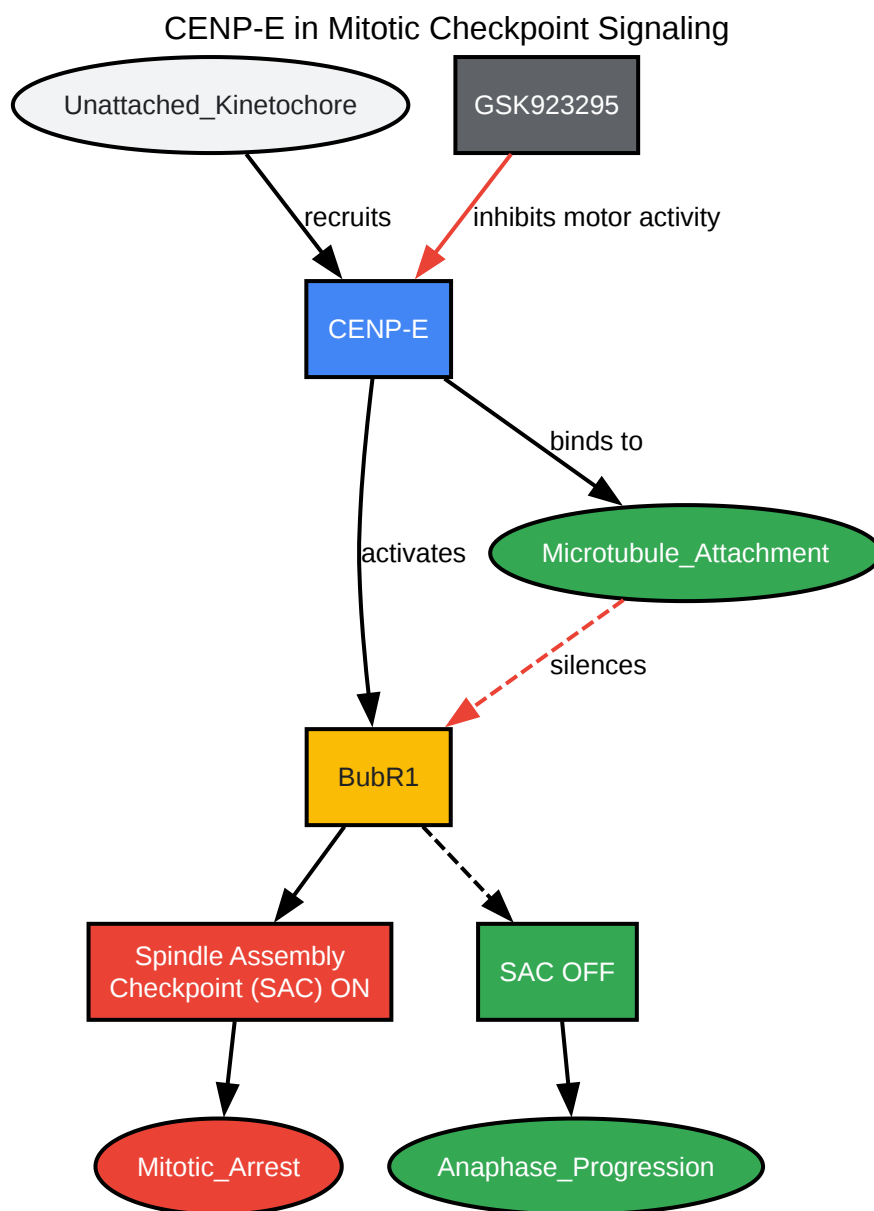 CENP-E in Mitotic Checkpoint Signaling
Unattached_Kinetochore
GSK923295
recruits
inhibits motor activity
CENP-E
binds to
activates
Microtubule_Attachment
silences
BubR1
Spindle Assembly
Checkpoint (SAC) ON
SAC OFF
Mitotic_Arrest
Anaphase_Progression